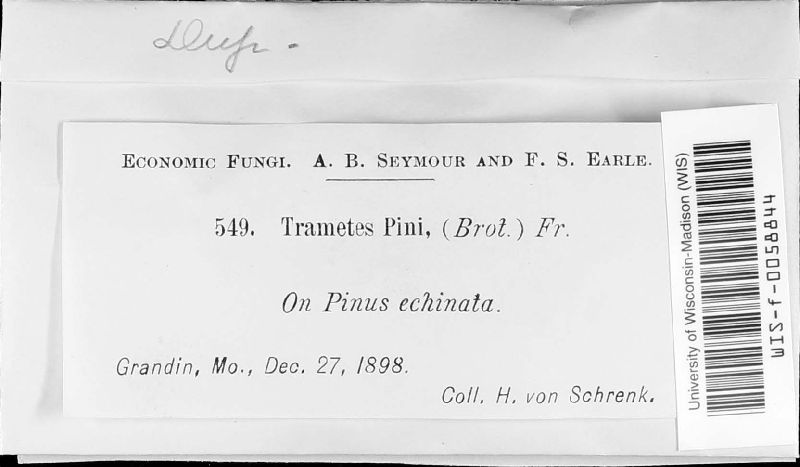 Dupl.
ECONOMIC FUNGI. A. B. SEYMOUR AND F. S. EARLE.
549. Trametes Pini, (Brot.) Fr.
On Pinus echinata.
Grandin, Mo., Dec. 27, 1898.
Coll. H. von Schrenk.
University of Wisconsin-Madison (WIS)
WIS-f-0058844